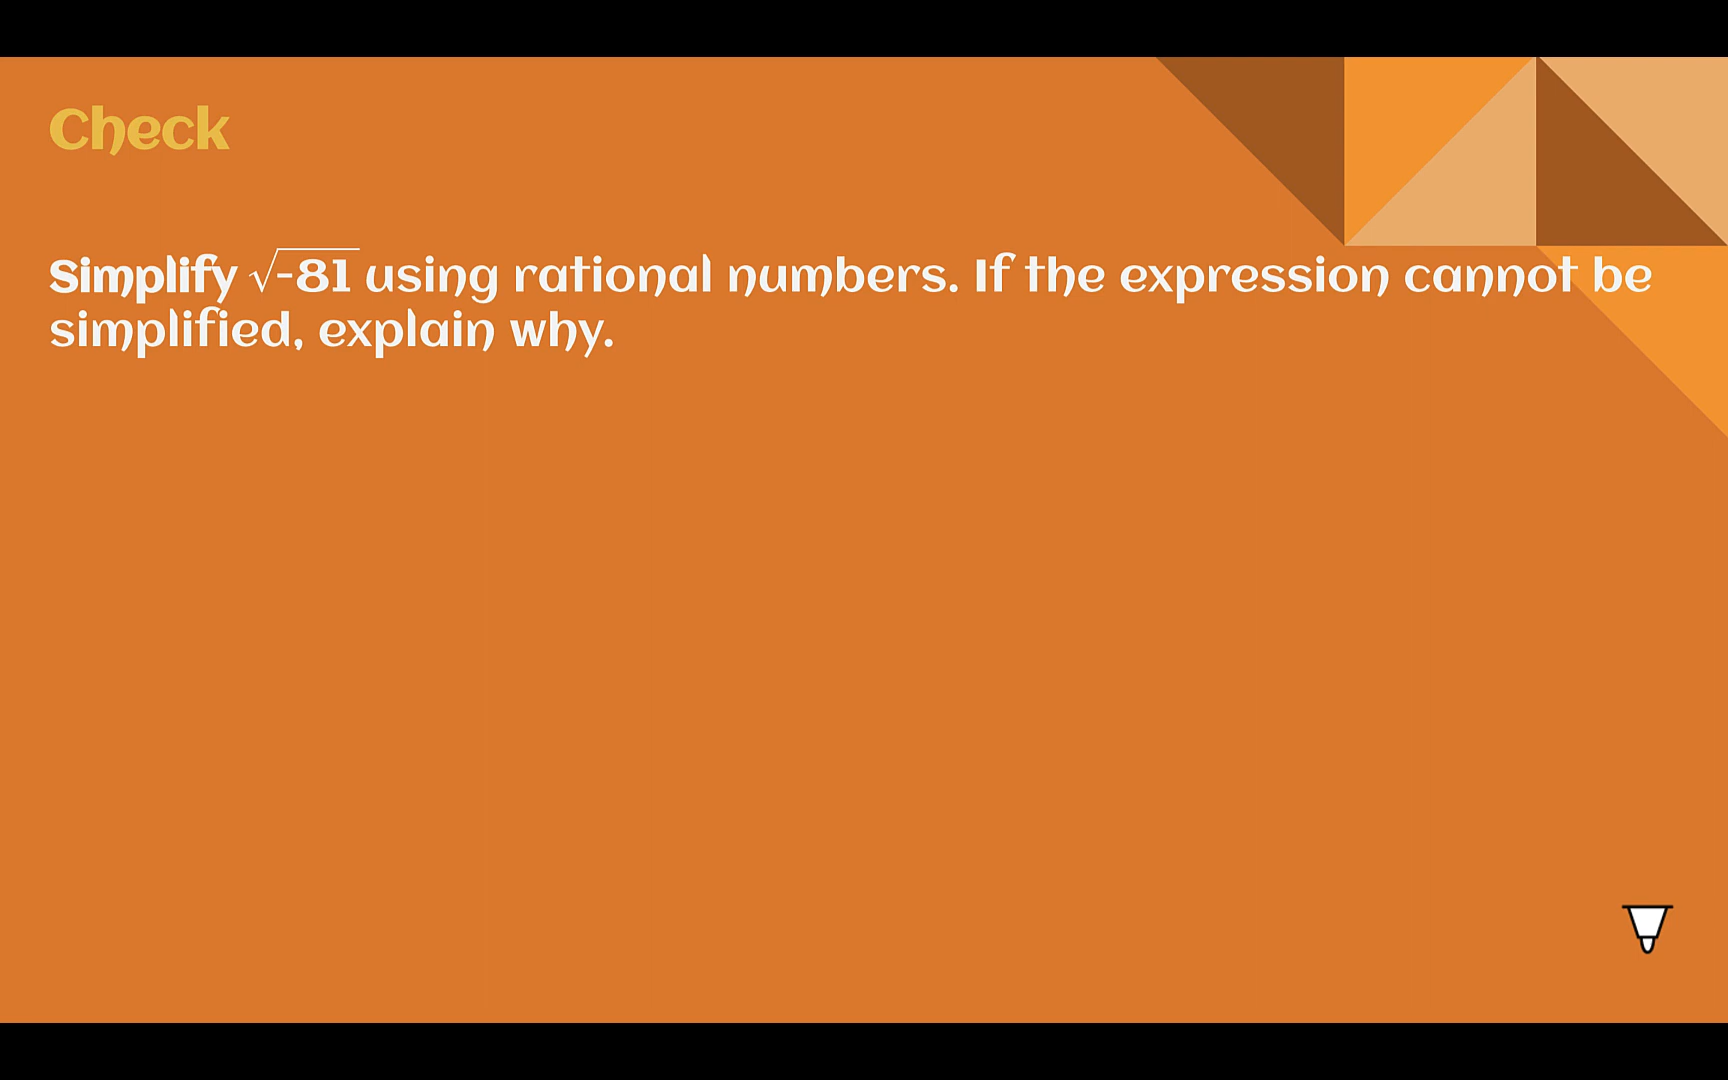 Check
Simplify √-81 using rational numbers. If the expression cannot be
simplified, explain why.